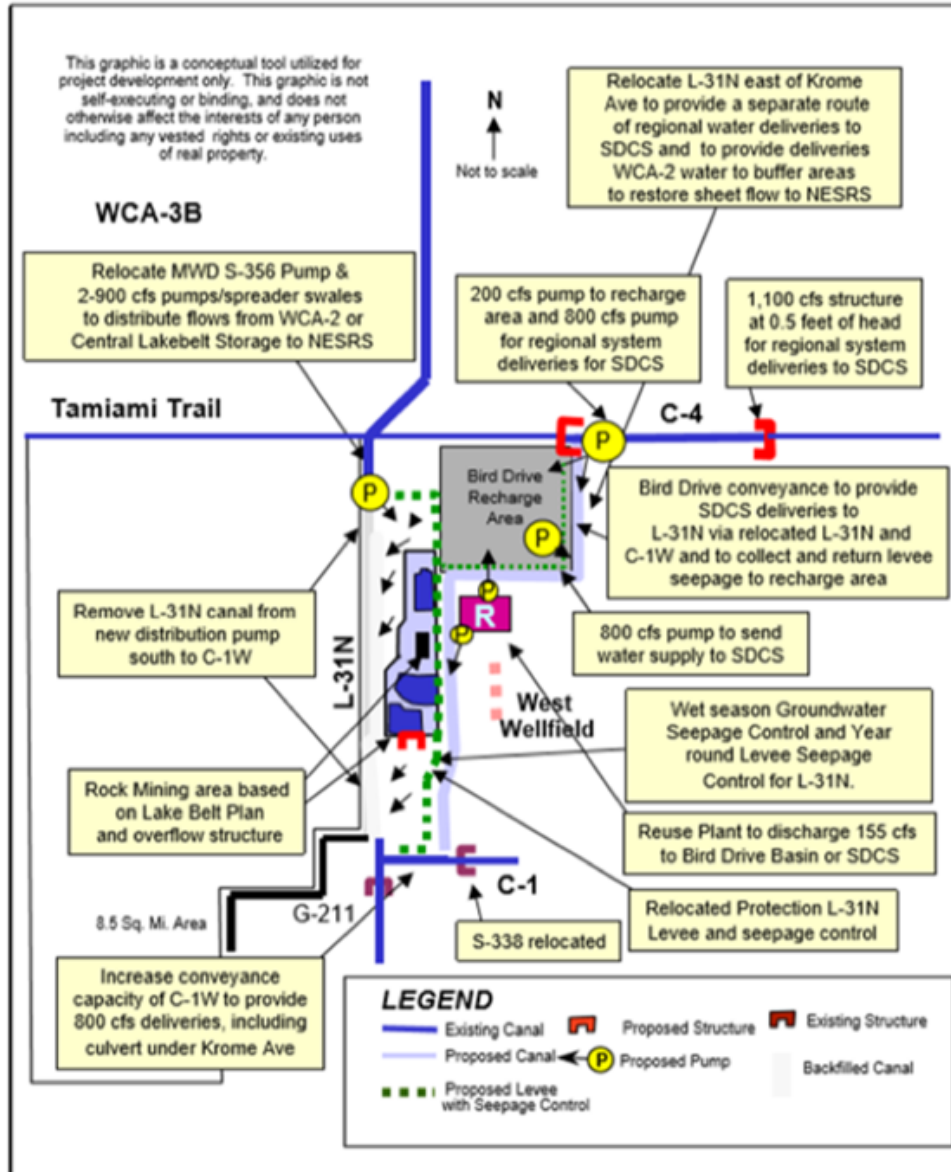 This graphic is a conceptual tool utilized for
project development only. This graphic is not
self-executing or binding, and does not
otherwise affect the interests of any person
including any vested rights or existing uses
of real property.
N
Not to scale
Relocate L-31N east of Krome
Ave to provide a separate route
of regional water deliveries to
SDCS and to provide deliveries
WCA-2 water to buffer areas
to restore sheet flow to NESRS
WCA-3B
Relocate MWD S-356 Pump &
2-900 cfs pumps/spreader swales
to distribute flows from WCA-2 or
Central Lakebelt Storage to NESRS
200 cfs pump to recharge
area and 800 cfs pump
for regional system
deliveries for SDCS
1,100 cfs structure
at 0.5 feet of head
for regional system
deliveries to SDCS
Tamiami Trail
C-4
P
P
Bird Drive
Recharge
Area
P
Bird Drive conveyance to provide
SDCS deliveries to
L-31N via relocated L-31N and
C-1W and to collect and return levee
seepage to recharge area
Remove L-31N canal from
new distribution pump
south to C-1W
L-31N
P
R
P
800 cfs pump to send
water supply to SDCS
West
Wellfield
Wet season Groundwater
Seepage Control and Year
round Levee Seepage
Control for L-31N.
Rock Mining area based
on Lake Belt Plan
and overflow structure
Reuse Plant to discharge 155 cfs
to Bird Drive Basin or SDCS
C-1
G-211
8.5 Sq. Mi. Area
S-338 relocated
Relocated Protection L-31N
Levee and seepage control
Increase conveyance
capacity of C-1W to provide
800 cfs deliveries, including
culvert under Krome Ave
LEGEND
Existing Canal
Proposed Structure
Existing Structure
Proposed Canal
P
Proposed Pump
Backfilled Canal
Proposed Levee
with Seepage Control